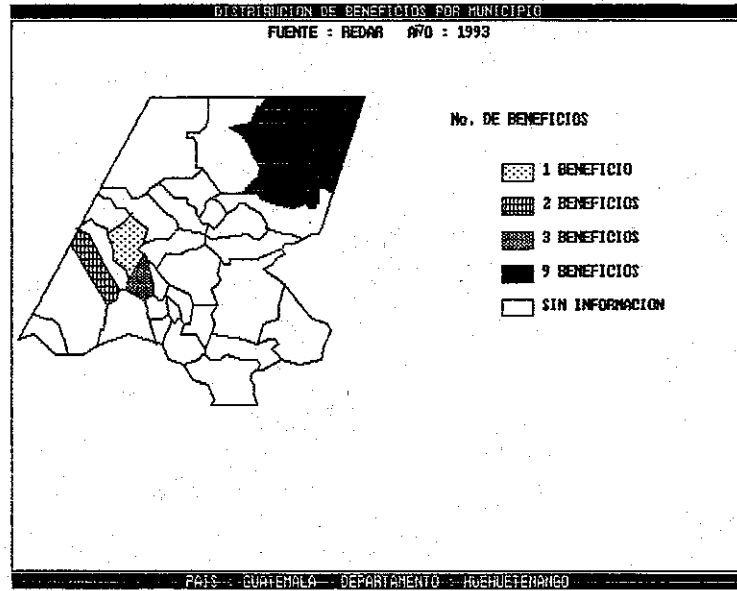 DISTRIBUCION DE BENEFICIOS POR MUNICIPIO
FUENTE : REDAR AÑO : 1993
No. DE BENEFICIOS
1 BENEFICIO
2 BENEFICIOS
3 BENEFICIOS
9 BENEFICIOS
SIN INFORMACION
PAIS : GUATEMALA DEPARTAMENTO : HUEHUETENANGO